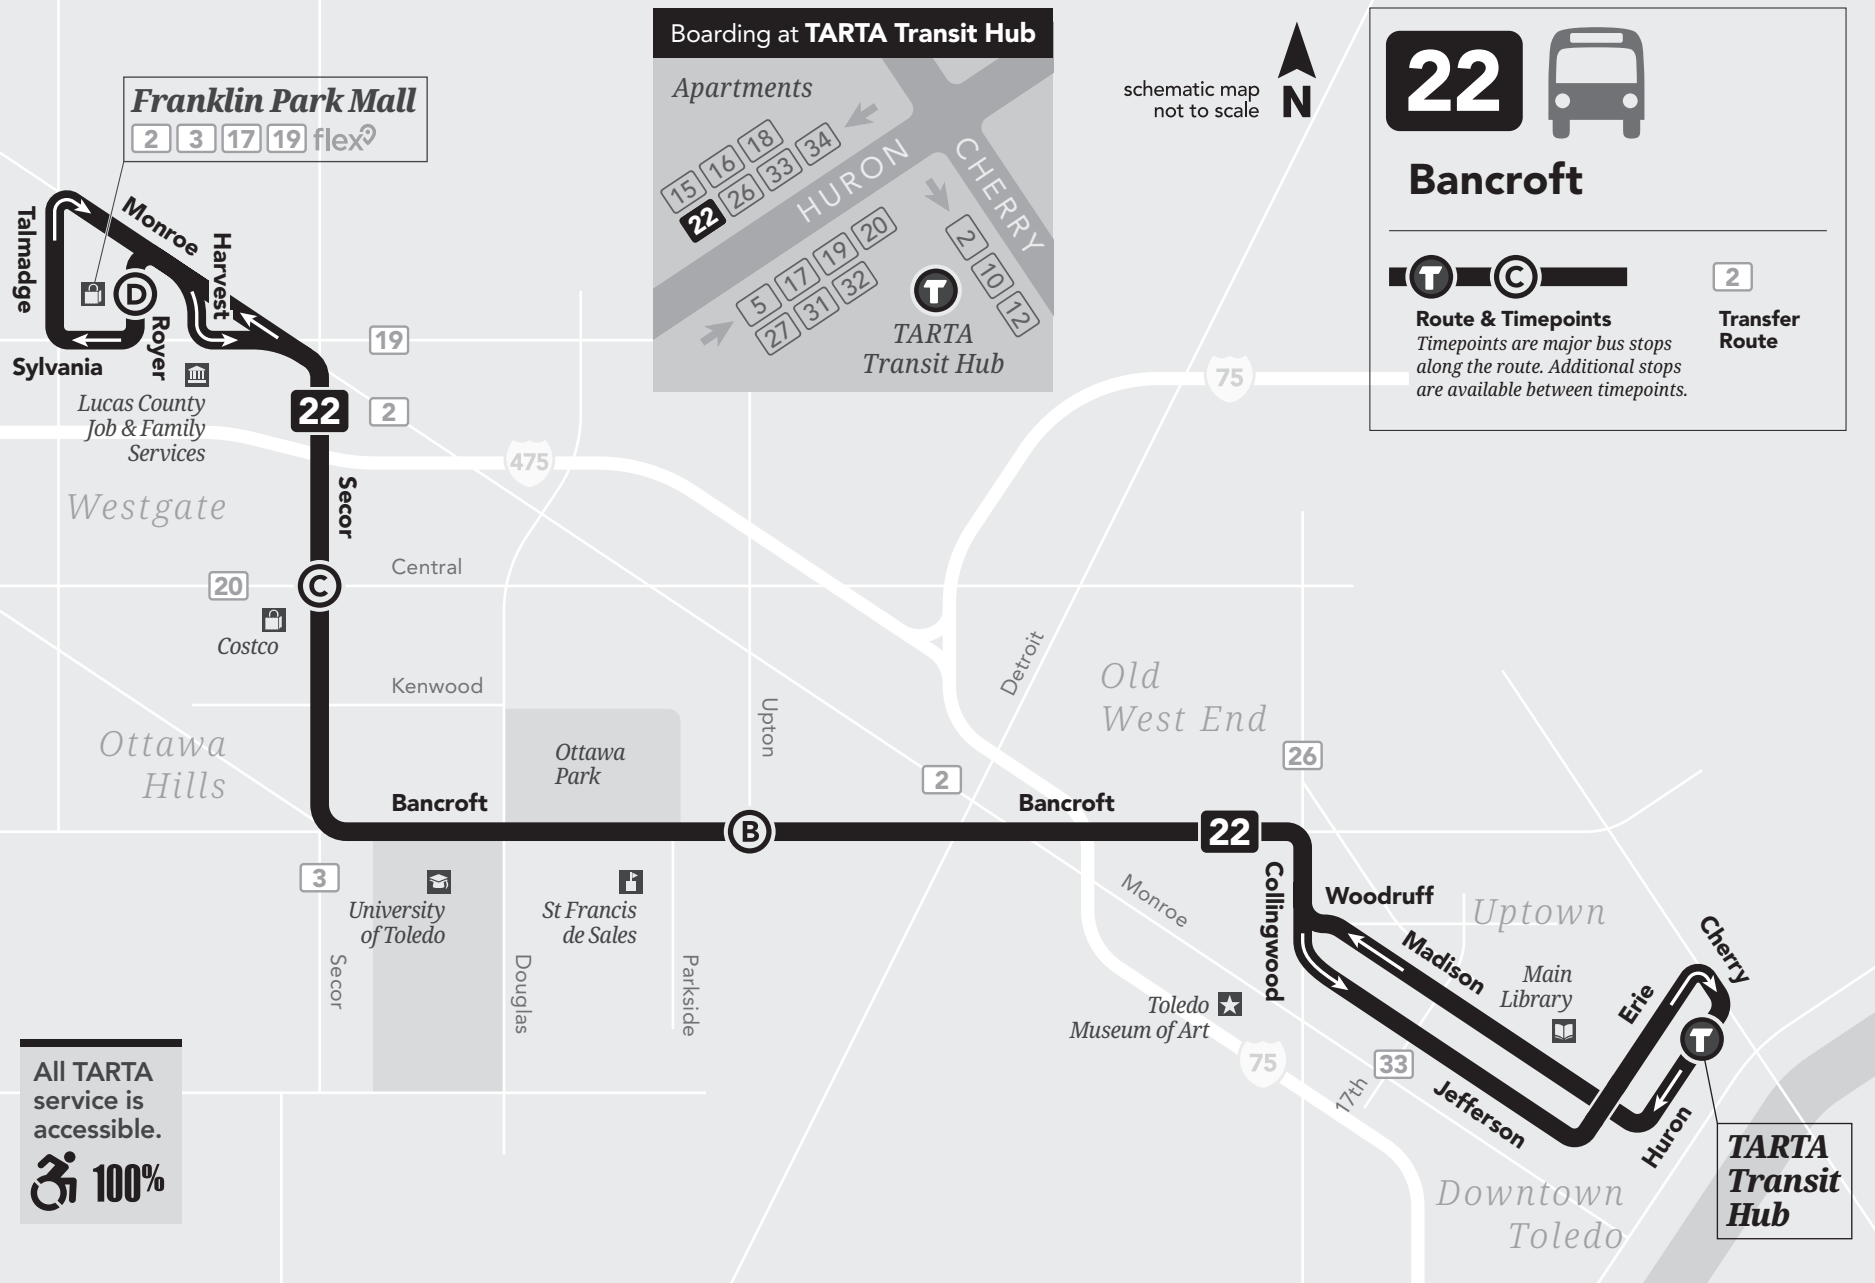 Boarding at TARTA Transit Hub
Apartments
15 16 18
22 26 33 34
HURON
CHERRY
5 17 19 20
27 31 32
2
10
12
T
TARTA
Transit Hub
schematic map
not to scale
N
22
Bancroft
T C
2
Route & Timepoints
Timepoints are major bus stops
along the route. Additional stops
are available between timepoints.
Transfer
Route
Franklin Park Mall
2 3 17 19 flex
Talmadge
Monroe
Harvest
D
Royer
Sylvania
19
Lucas County
Job & Family
Services
22
2
475
75
Westgate
Secor
Central
20
C
Costco
Kenwood
Ottawa
Hills
Ottawa
Park
Upton
Detroit
Old
West End
26
2
Bancroft
B
Bancroft
22
3
University
of Toledo
St Francis
de Sales
Secor
Douglas
Parkside
Monroe
Collingwood
Woodruff
Uptown
Madison
Main
Library
Cherry
Erie
Toledo
Museum of Art
75
33
17th
Jefferson
T
Huron
TARTA
Transit
Hub
Downtown
Toledo
All TARTA
service is
accessible.
100%